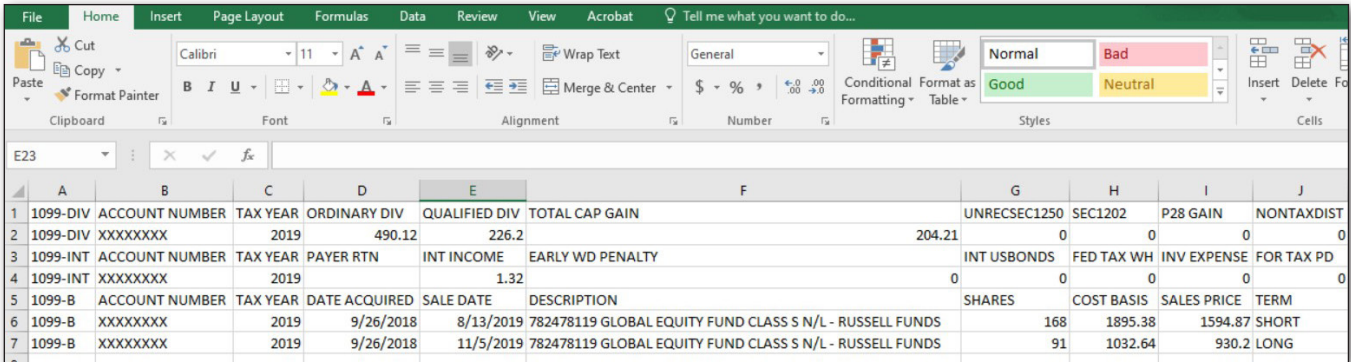 File Home Insert Page Layout Formulas Data Review View Acrobat Tell me what you want to do...
Cut
Copy
Format Painter
Paste
Calibri 11 A A
B I U A
Wrap Text
Merge & Center
General
$ % , .0 .00 .00 .0
Conditional Formatting
Format as Table
Normal Bad
Good Neutral
Insert Delete Fo
Clipboard Font Alignment Number Styles Cells
E23 fx
A B C D E F G H I J
1 1099-DIV ACCOUNT NUMBER TAX YEAR ORDINARY DIV QUALIFIED DIV TOTAL CAP GAIN UNRECSEC1250 SEC1202 P28 GAIN NONTAXDIST
2 1099-DIV XXXXXXXX 2019 490.12 226.2 204.21 0 0 0 0
3 1099-INT ACCOUNT NUMBER TAX YEAR PAYER RTN INT INCOME EARLY WD PENALTY INT USBONDS FED TAX WH INV EXPENSE FOR TAX PD
4 1099-INT XXXXXXXX 2019 1.32 0 0 0 0 0
5 1099-B ACCOUNT NUMBER TAX YEAR DATE ACQUIRED SALE DATE DESCRIPTION SHARES COST BASIS SALES PRICE TERM
6 1099-B XXXXXXXX 2019 9/26/2018 8/13/2019 782478119 GLOBAL EQUITY FUND CLASS S N/L - RUSSELL FUNDS 168 1895.38 1594.87 SHORT
7 1099-B XXXXXXXX 2019 9/26/2018 11/5/2019 782478119 GLOBAL EQUITY FUND CLASS S N/L - RUSSELL FUNDS 91 1032.64 930.2 LONG